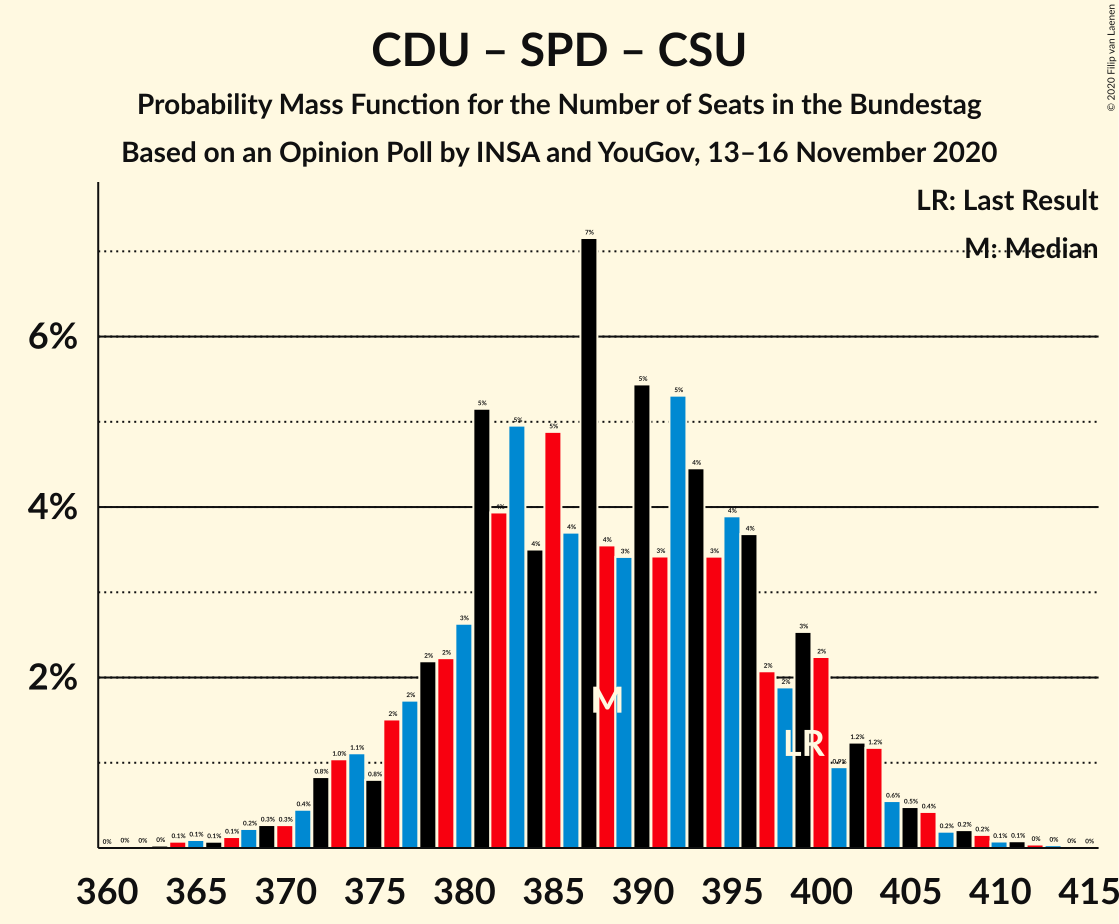 CDU – SPD – CSU
Probability Mass Function for the Number of Seats in the Bundestag
Based on an Opinion Poll by INSA and YouGov, 13–16 November 2020
© 2020 Filip van Laenen
LR: Last Result
M: Median
6%
4%
2%
0% 0% 0% 0% 0.1% 0.1% 0.1% 0.1% 0.2% 0.3% 0.3% 0.4% 0.8% 1.0% 1.1% 0.8% 2% 2% 2% 2% 3% 5% 4% 5% 4% 5% 4% 7% 4% 3% 5% 3% 5% 4% 3% 4% 4% 2% 2% 3% 2% 0.9% 1.2% 1.2% 0.6% 0.5% 0.4% 0.2% 0.2% 0.2% 0.1% 0.1% 0% 0% 0% 0%
M
LR
360 365 370 375 380 385 390 395 400 405 410 415